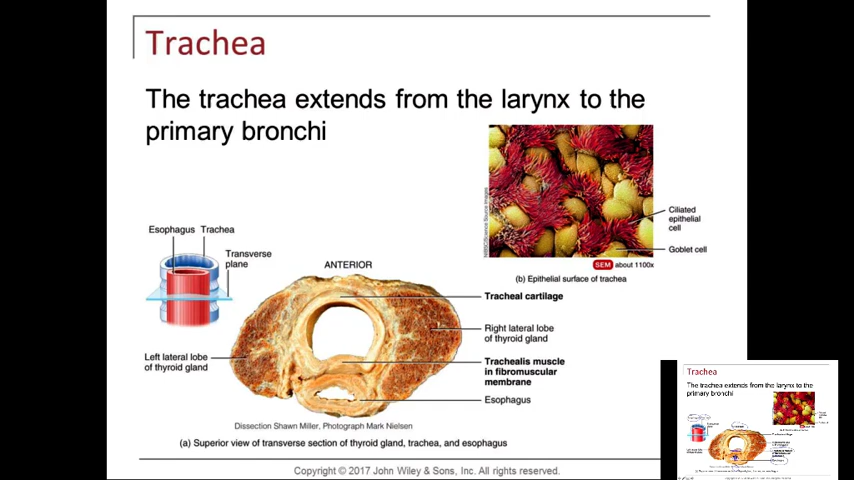 Trachea
The trachea extends from the larynx to the
primary bronchi
NIBSC/Science Source Images
Ciliated
epithelial
cell
Goblet cell
SEM about 1100x
(b) Epithelial surface of trachea
Esophagus Trachea
Transverse
plane
ANTERIOR
Tracheal cartilage
Right lateral lobe
of thyroid gland
Left lateral lobe
of thyroid gland
Trachealis muscle
in fibromuscular
membrane
Esophagus
Dissection Shawn Miller, Photograph Mark Nielsen
(a) Superior view of transverse section of thyroid gland, trachea, and esophagus
Copyright © 2017 John Wiley & Sons, Inc. All rights reserved.
Trachea
The trachea extends from the larynx to the
primary bronchi